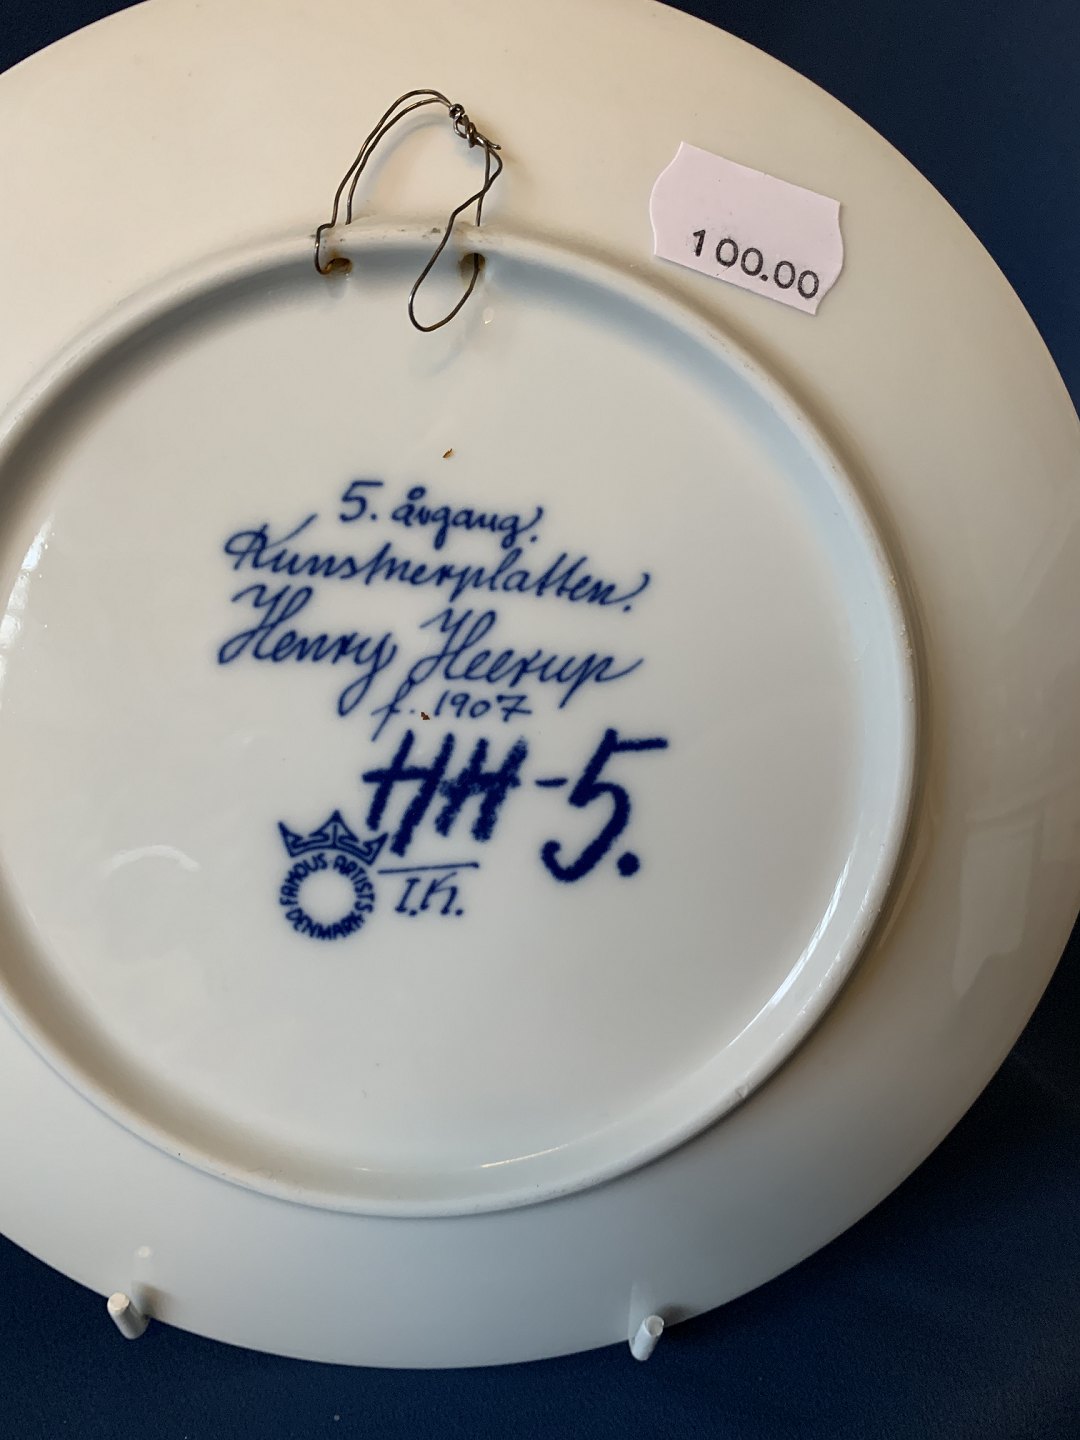 100.00
5. årgang.
Kunstnerplatten.
Henry Heerup
f. 1907
HH-5.
FAMOUS ARTISTS
DENMARK
I.K.